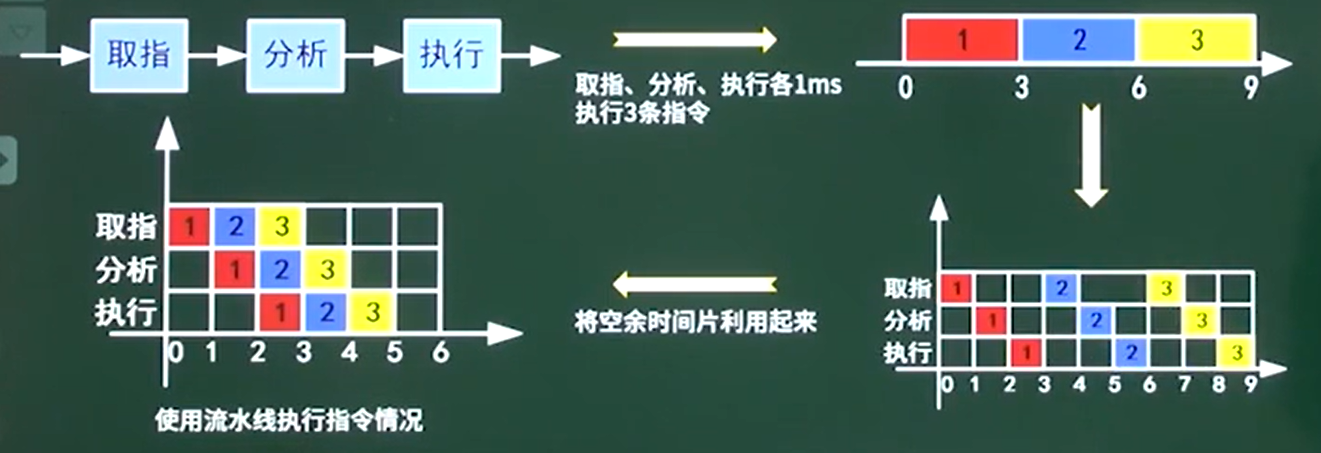 取指 分析 执行
取指、分析、执行各1ms
执行3条指令
1 2 3
0 3 6 9
取指 1 2 3
分析 1 2 3
执行 1 2 3
0 1 2 3 4 5 6
使用流水线执行指令情况
将空余时间片利用起来
取指 1 2 3
分析 1 2 3
执行 1 2 3
0 1 2 3 4 5 6 7 8 9